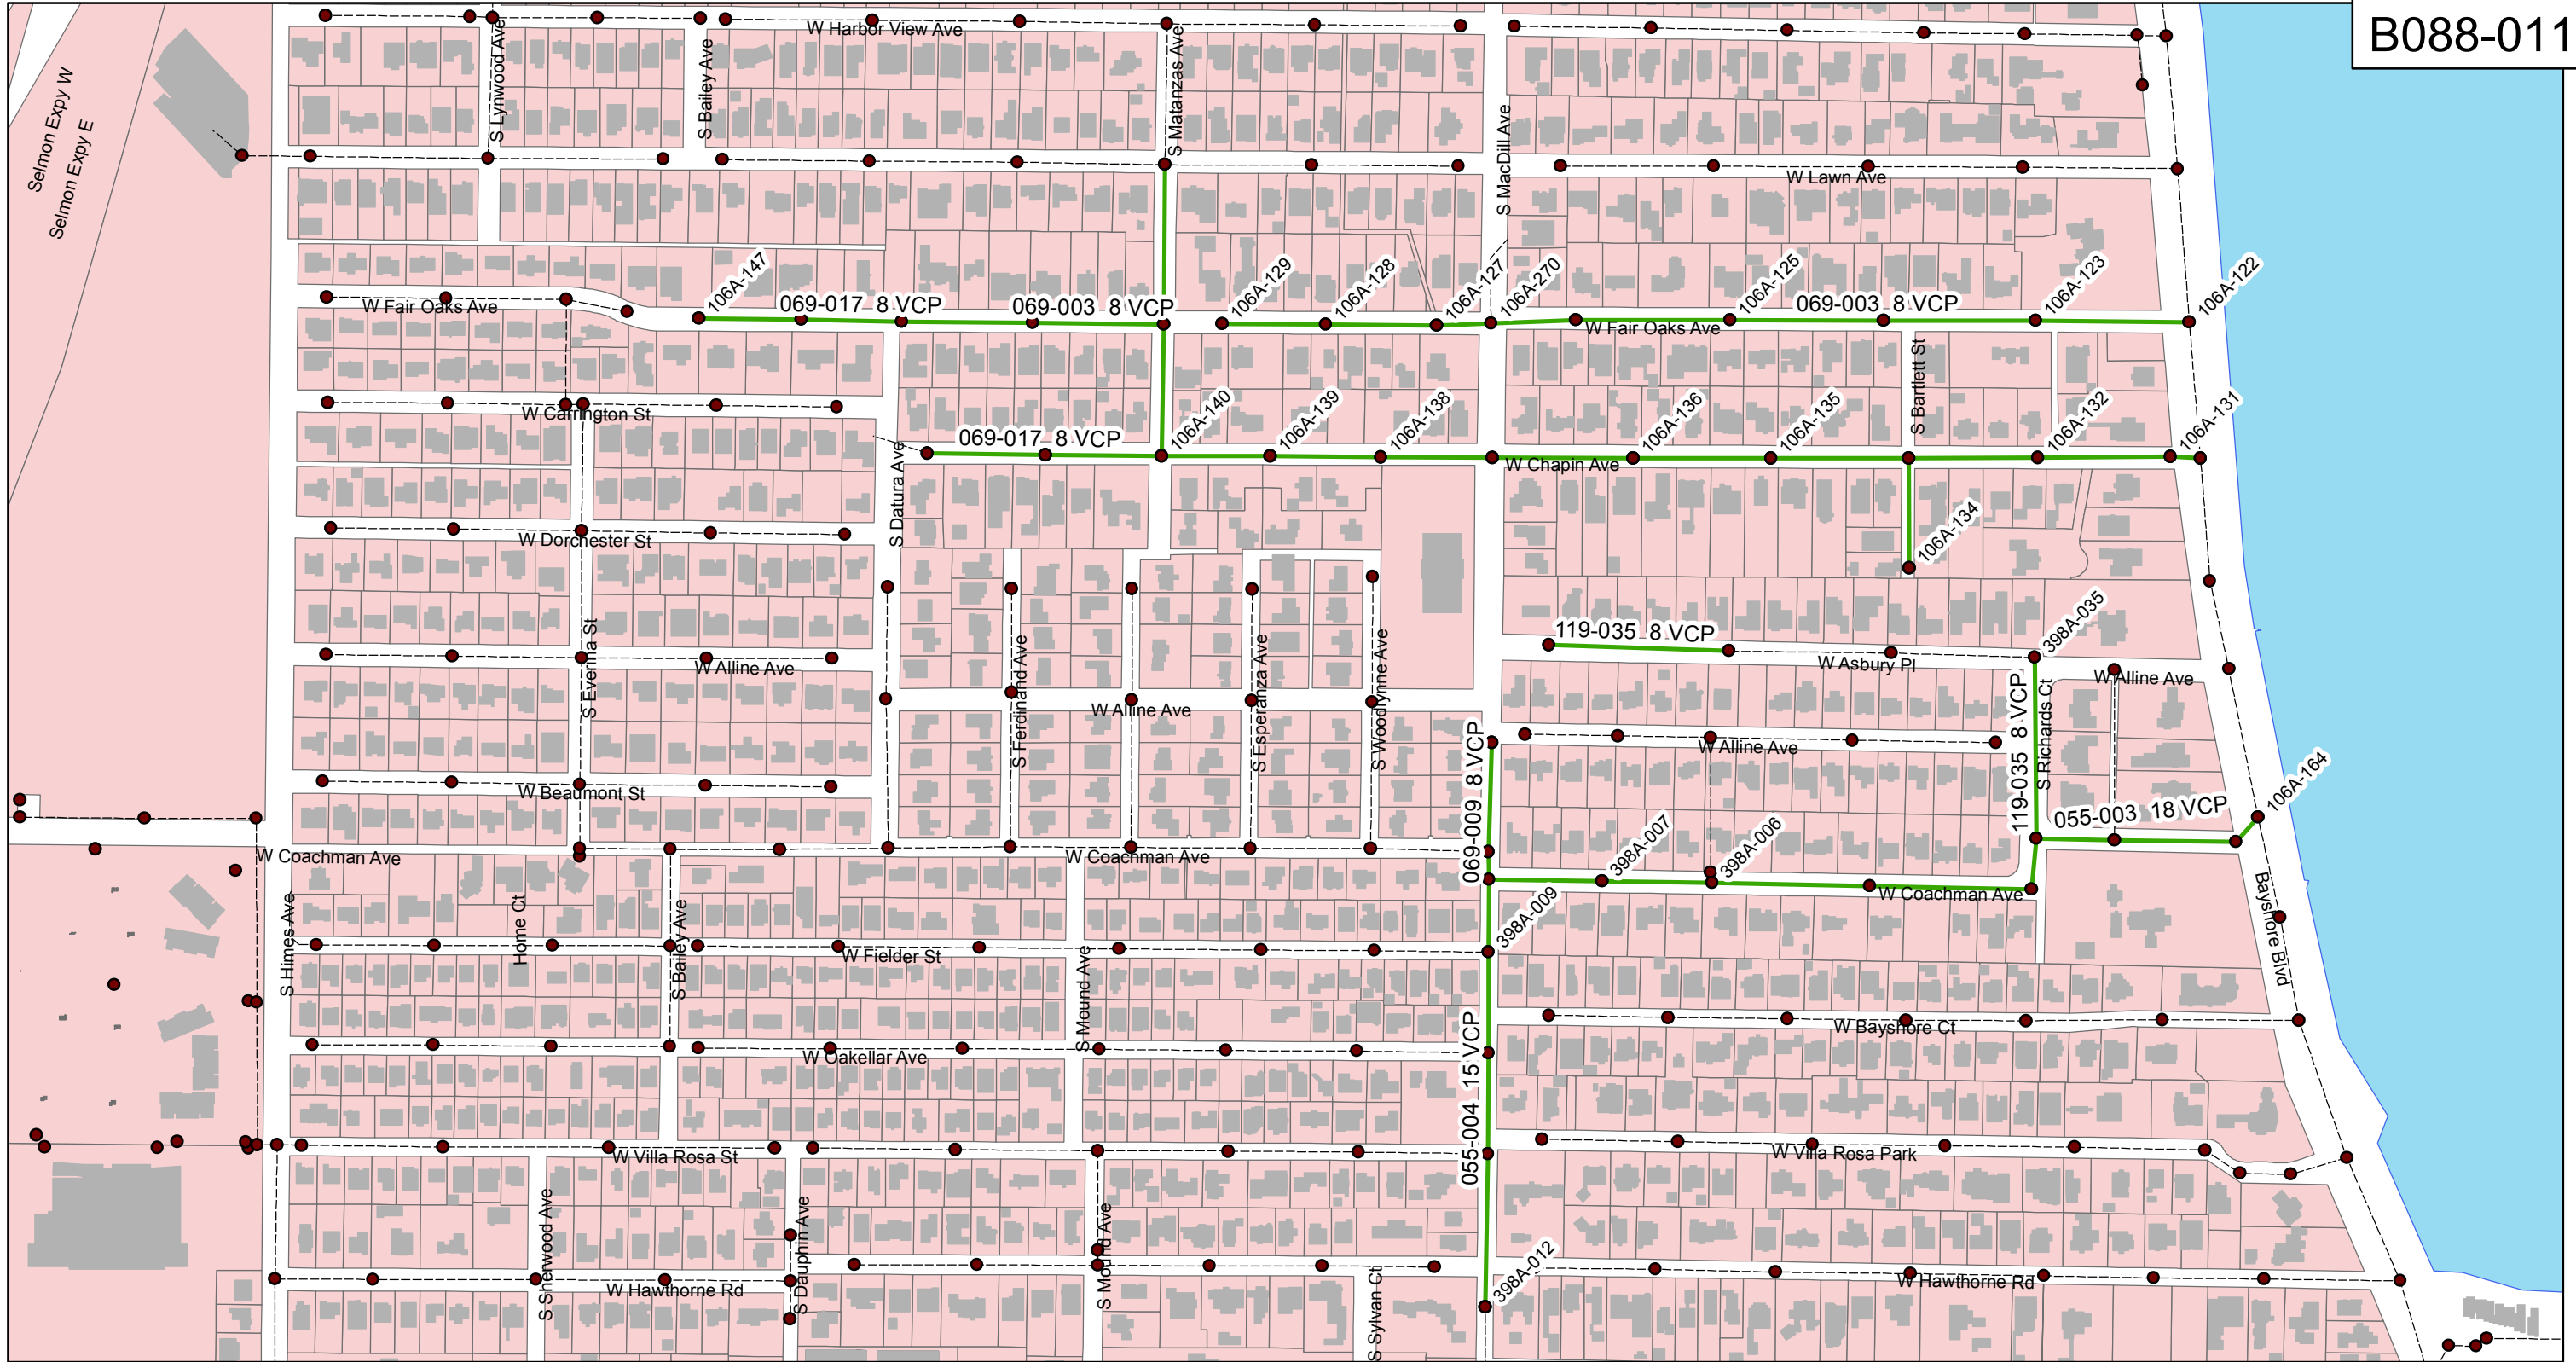 B088-011
W Harbor View Ave
S Lynwood Ave
S Bailey Ave
S Matanzas Ave
S MacDill Ave
Selmon Expy W
Selmon Expy E
W Lawn Ave
106A-147
106A-129
106A-128
106A-127
106A-270
106A-125
106A-123
106A-122
W Fair Oaks Ave
069-017 8 VCP
069-003 8 VCP
069-003 8 VCP
W Fair Oaks Ave
S Bartlett St
W Carrington St
106A-140
106A-139
106A-138
106A-136
106A-135
106A-132
106A-131
069-017 8 VCP
S Datura Ave
W Chapin Ave
W Dorchester St
106A-134
S Everina St
S Ferdinand Ave
S Esperanza Ave
S Woodlynne Ave
119-035 8 VCP
398A-035
W Alline Ave
W Asbury Pl
W Alline Ave
W Alline Ave
W Alline Ave
069-009 8 VCP
119-035 8 VCP
S Richards Ct
106A-164
W Beaumont St
055-003 18 VCP
398A-007
398A-006
W Coachman Ave
W Coachman Ave
W Coachman Ave
398A-009
Bayshore Blvd
S Himes Ave
Home Ct
S Bailey Ave
W Fielder St
S Mound Ave
W Bayshore Ct
W Oakellar Ave
055-004 15 VCP
W Villa Rosa St
W Villa Rosa Park
S Sherwood Ave
S Dauphin Ave
S Mound Ave
S Sylvan Ct
398A-012
W Hawthorne Rd
W Hawthorne Rd